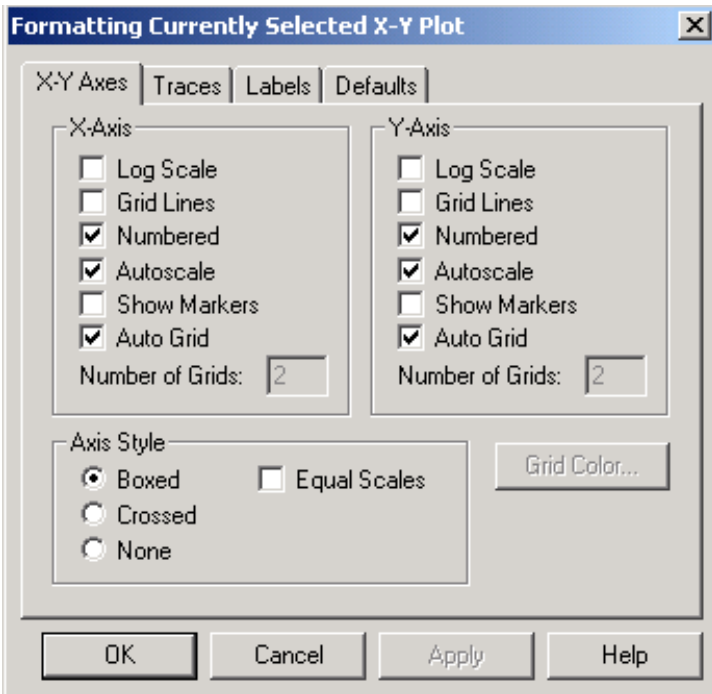 Formatting Currently Selected X-Y Plot
X-Y Axes Traces Labels Defaults
X-Axis
Log Scale
Grid Lines
Numbered
Autoscale
Show Markers
Auto Grid
Number of Grids: 2
Y-Axis
Log Scale
Grid Lines
Numbered
Autoscale
Show Markers
Auto Grid
Number of Grids: 2
Axis Style
Boxed
Equal Scales
Crossed
None
Grid Color...
OK Cancel Apply Help